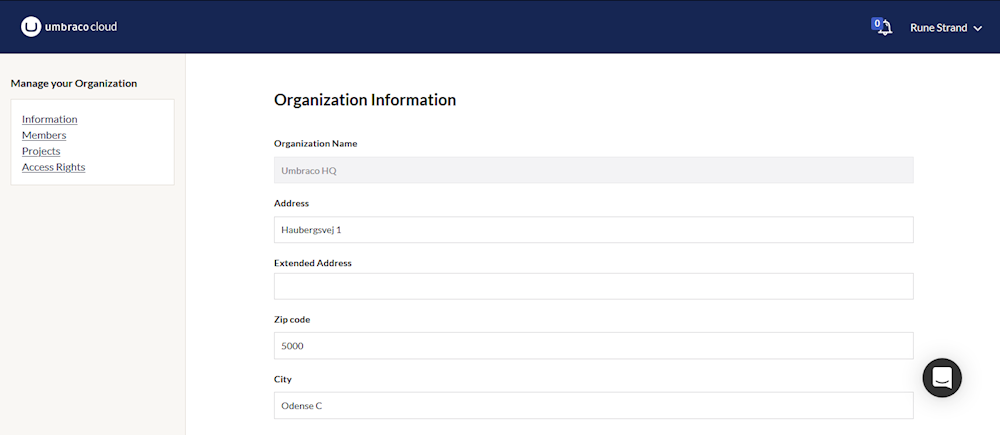 umbraco cloud
0
Rune Strand
Manage your Organization
Information
Members
Projects
Access Rights
Organization Information
Organization Name
Umbraco HQ
Address
Haubergsvej 1
Extended Address
Zip code
5000
City
Odense C